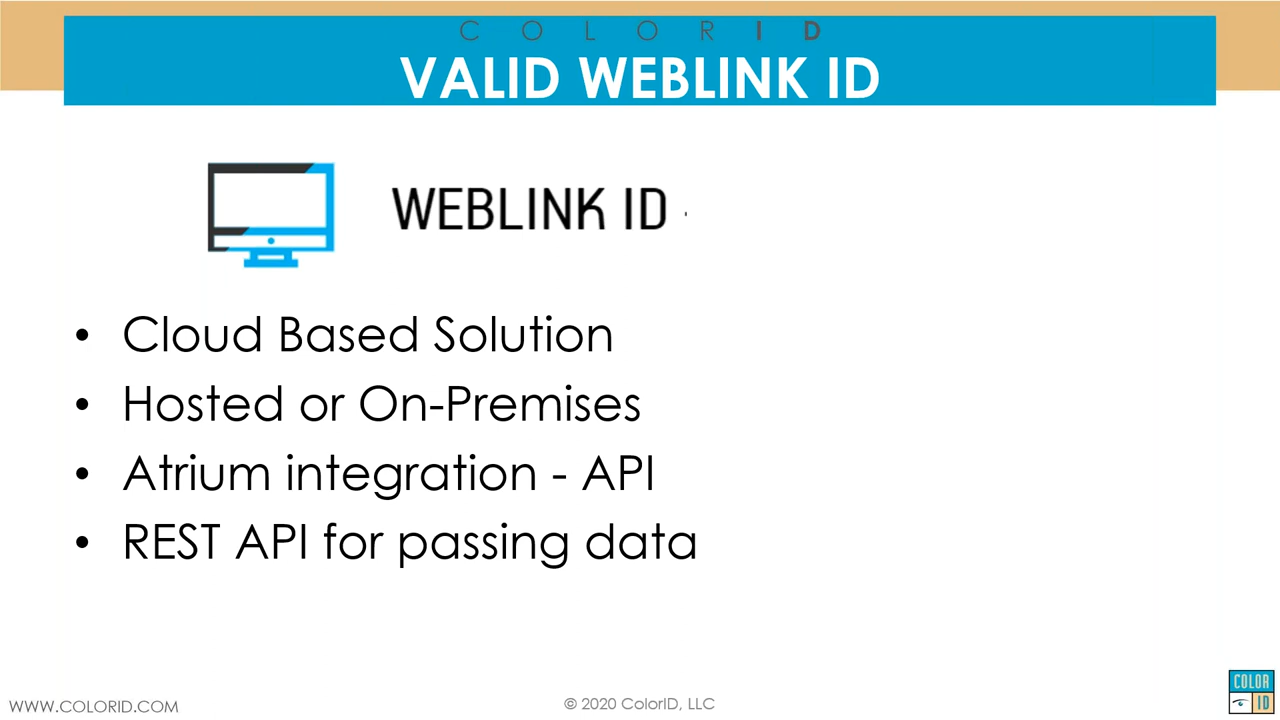 COLORID
VALID WEBLINK ID
WEBLINK ID
• Cloud Based Solution
• Hosted or On-Premises
• Atrium integration - API
• REST API for passing data
WWW.COLORID.COM
© 2020 ColorID, LLC
COLOR
ID